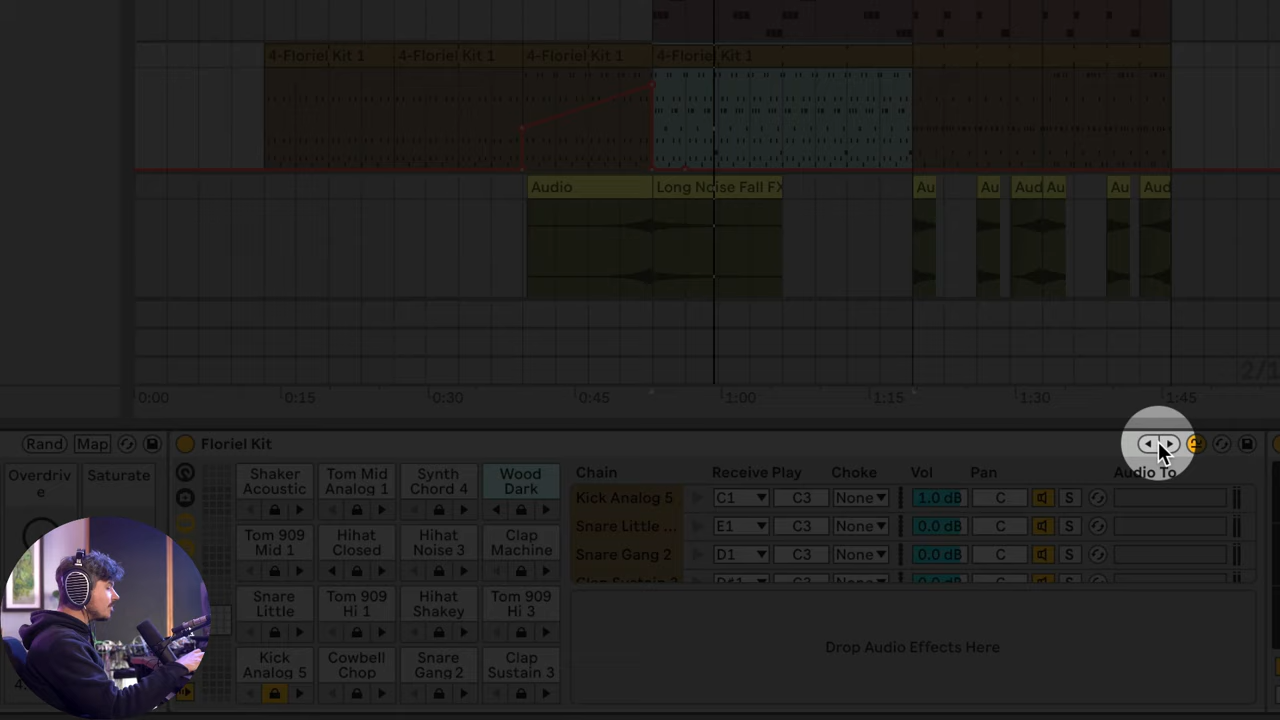 4-Floriel Kit 1
4-Floriel Kit 1
4-Floriel Kit 1
4-Floriel Kit 1
Audio
Long Noise Fall FX
Au
Au
Aud
Au
Au
Aud
2/1
0:00
0:15
0:30
0:45
1:00
1:15
1:30
1:45
Rand
Map
Floriel Kit
Overdriv
e
Saturate
4.
Shaker
Acoustic
Tom Mid
Analog 1
Synth
Chord 4
Wood
Dark
Tom 909
Mid 1
Hihat
Closed
Hihat
Noise 3
Clap
Machine
Snare
Little
Tom 909
Hi 1
Hihat
Shakey
Tom 909
Hi 3
Kick
Analog 5
Cowbell
Chop
Snare
Gang 2
Clap
Sustain 3
Chain
Receive
Play
Choke
Vol
Pan
Audio To
Kick Analog 5
C1
C3
None
1.0 dB
C
S
Snare Little ...
E1
C3
None
0.0 dB
C
S
Snare Gang 2
D1
C3
None
0.0 dB
C
S
Drop Audio Effects Here